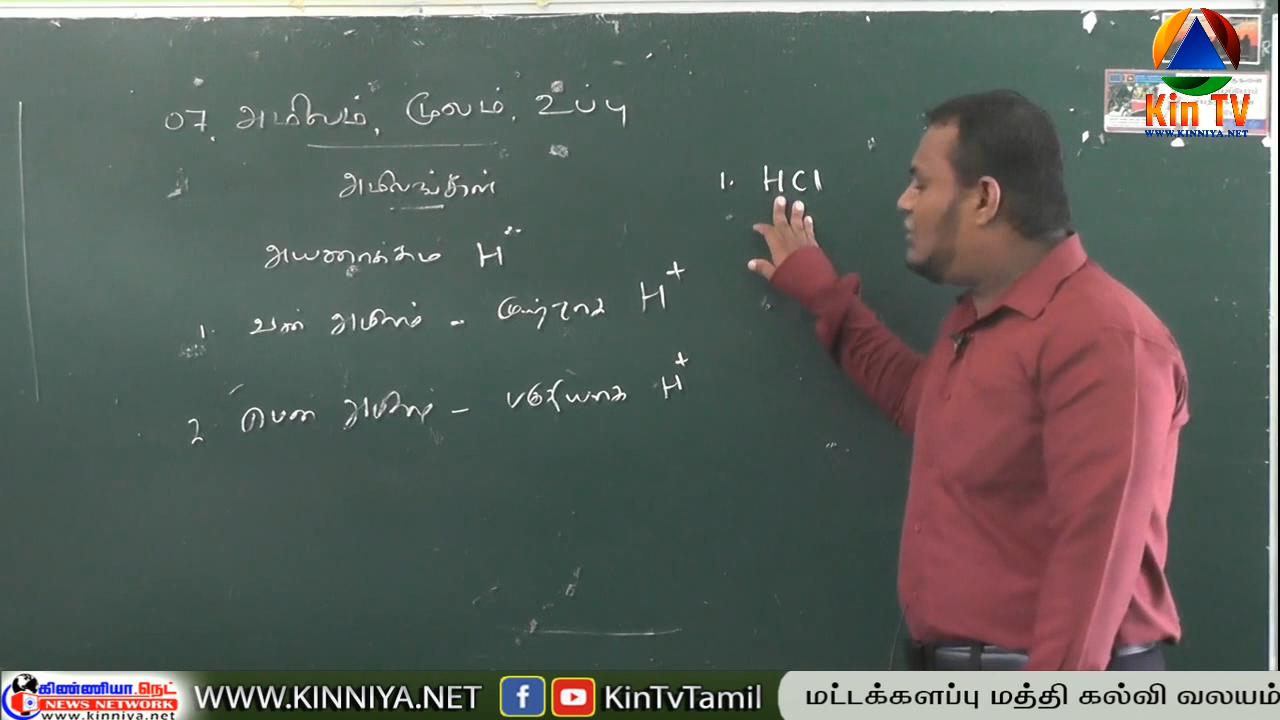 07. அமிலம், மூலம், உப்பு
அமிலங்கள்
அயனாக்கம் H
1. வன் அமிலம் - முற்றாக H+
2 மென் அமிலம் - பகுதியாக H+
1. HCl
Kin TV
WWW.KINNIYA.NET
கிண்ணியா.நெட்
NEWS NETWORK
www.kinniya.net
WWW.KINNIYA.NET
KinTvTamil
மட்டக்களப்பு மத்தி கல்வி வலயம்